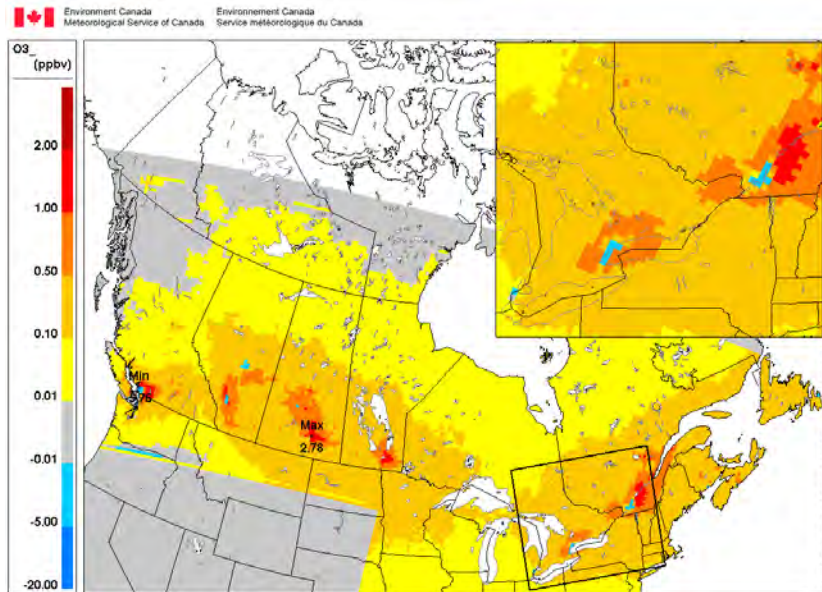 Environment Canada Environnement Canada
Meteorological Service of Canada Service météorologique du Canada
O3_
(ppbv)
2.00
1.00
0.50
0.10
0.01
-0.01
-5.00
-20.00
Min
Max
2.78